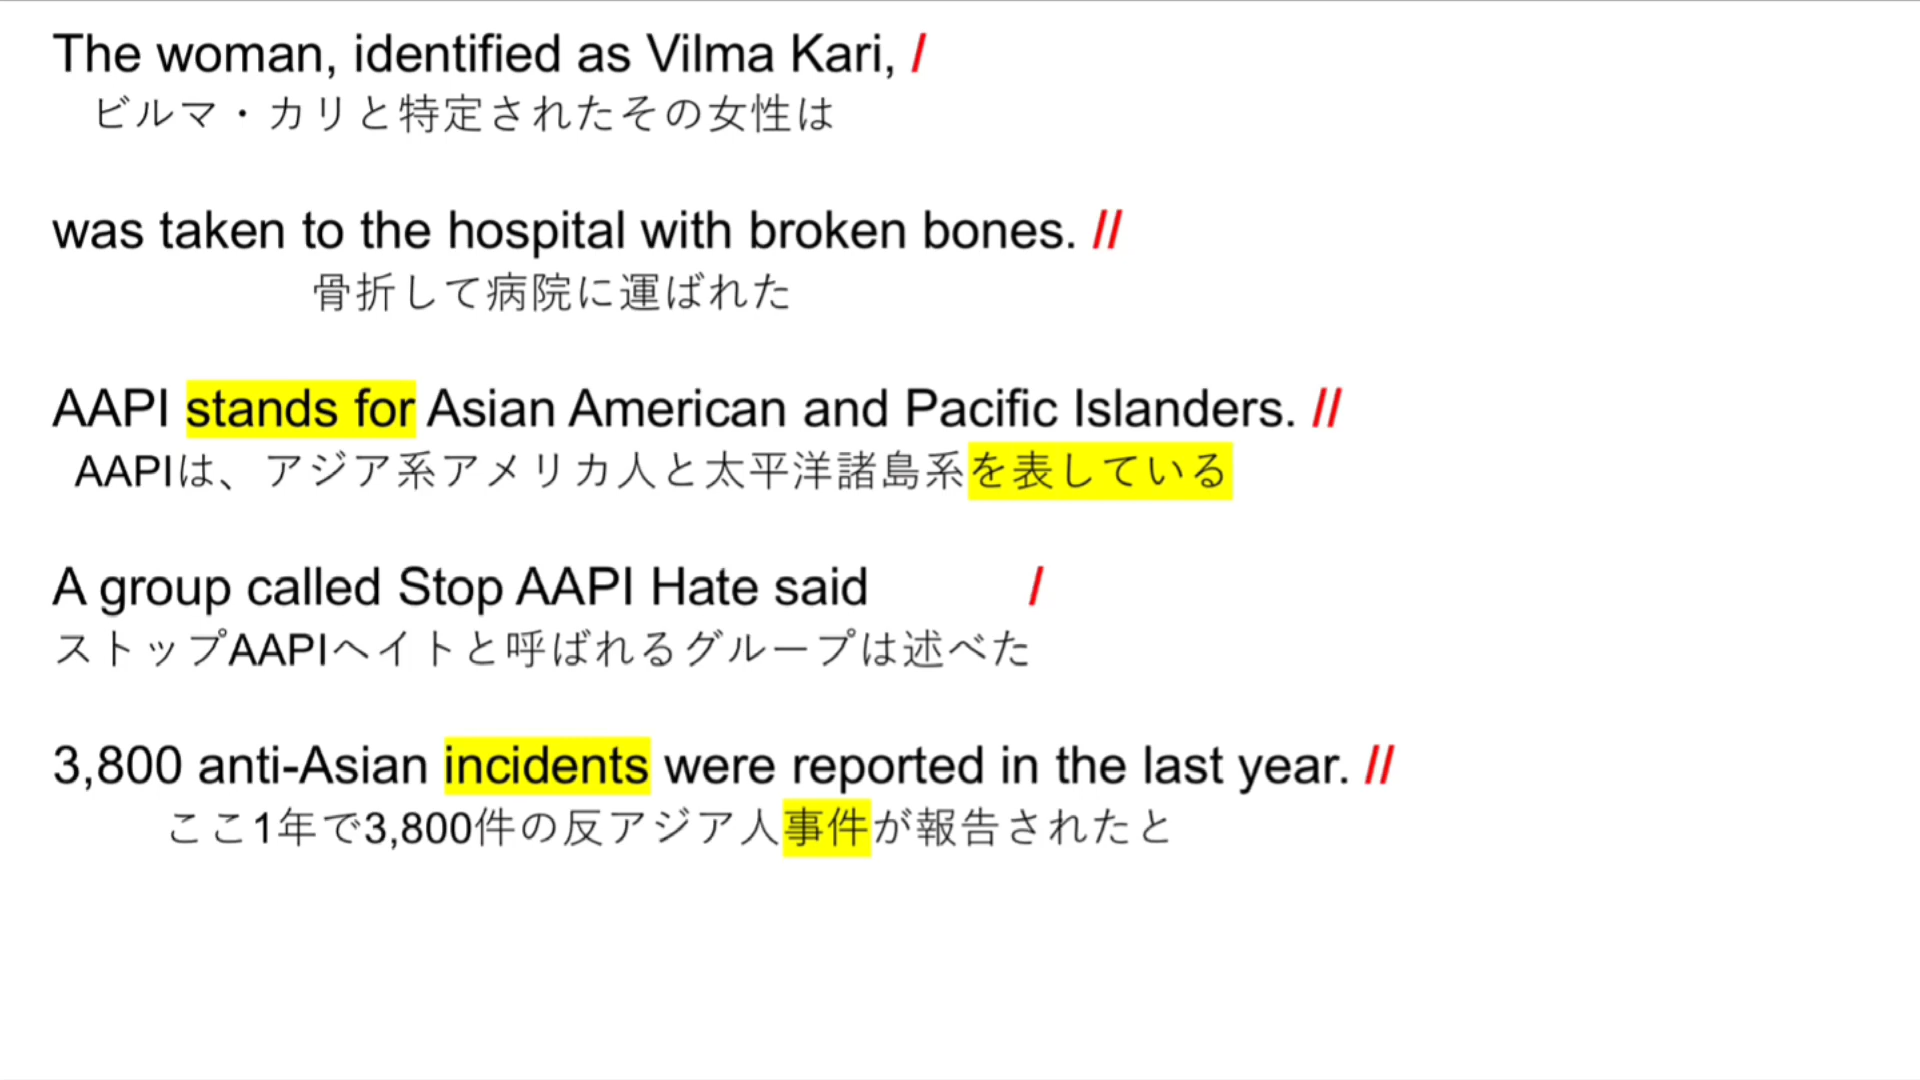 The woman, identified as Vilma Kari, /
ビルマ・カリと特定されたその女性は
was taken to the hospital with broken bones. //
骨折して病院に運ばれた
AAPI stands for Asian American and Pacific Islanders. //
AAPIは、アジア系アメリカ人と太平洋諸島系を表している
A group called Stop AAPI Hate said /
ストップAAPIヘイトと呼ばれるグループは述べた
3,800 anti-Asian incidents were reported in the last year. //
ここ1年で3,800件の反アジア人事件が報告されたと